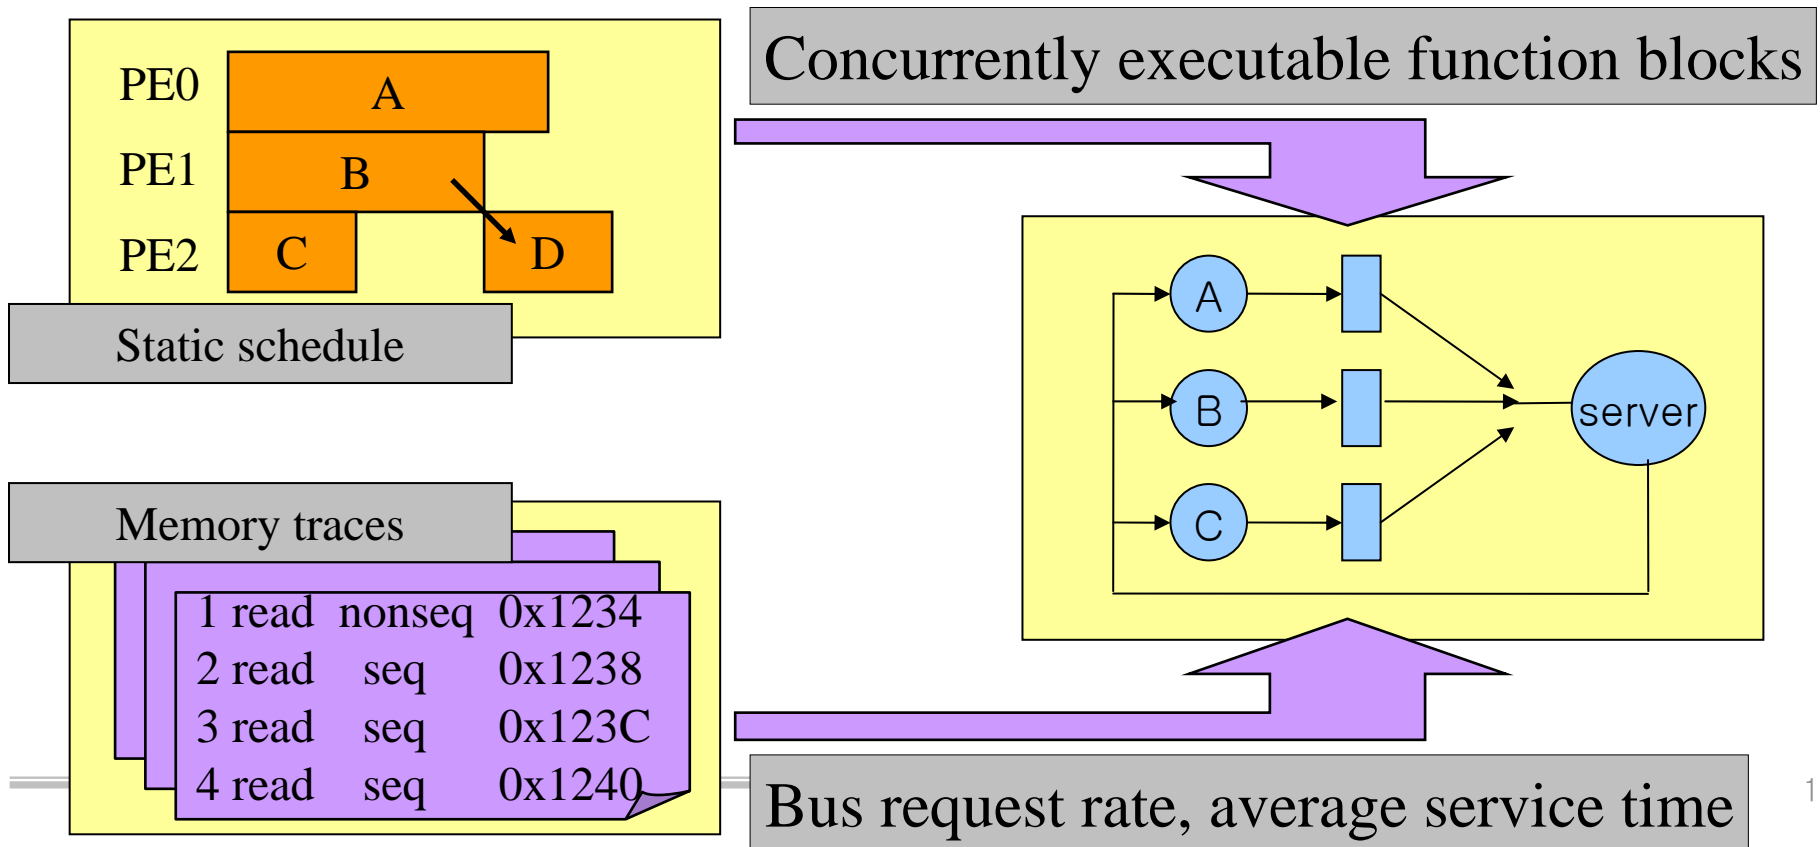 PE0 A
PE1 B
PE2 C D
Static schedule
Concurrently executable function blocks
A
B
C
server
Memory traces
1 read nonseq 0x1234
2 read seq 0x1238
3 read seq 0x123C
4 read seq 0x1240
Bus request rate, average service time
1